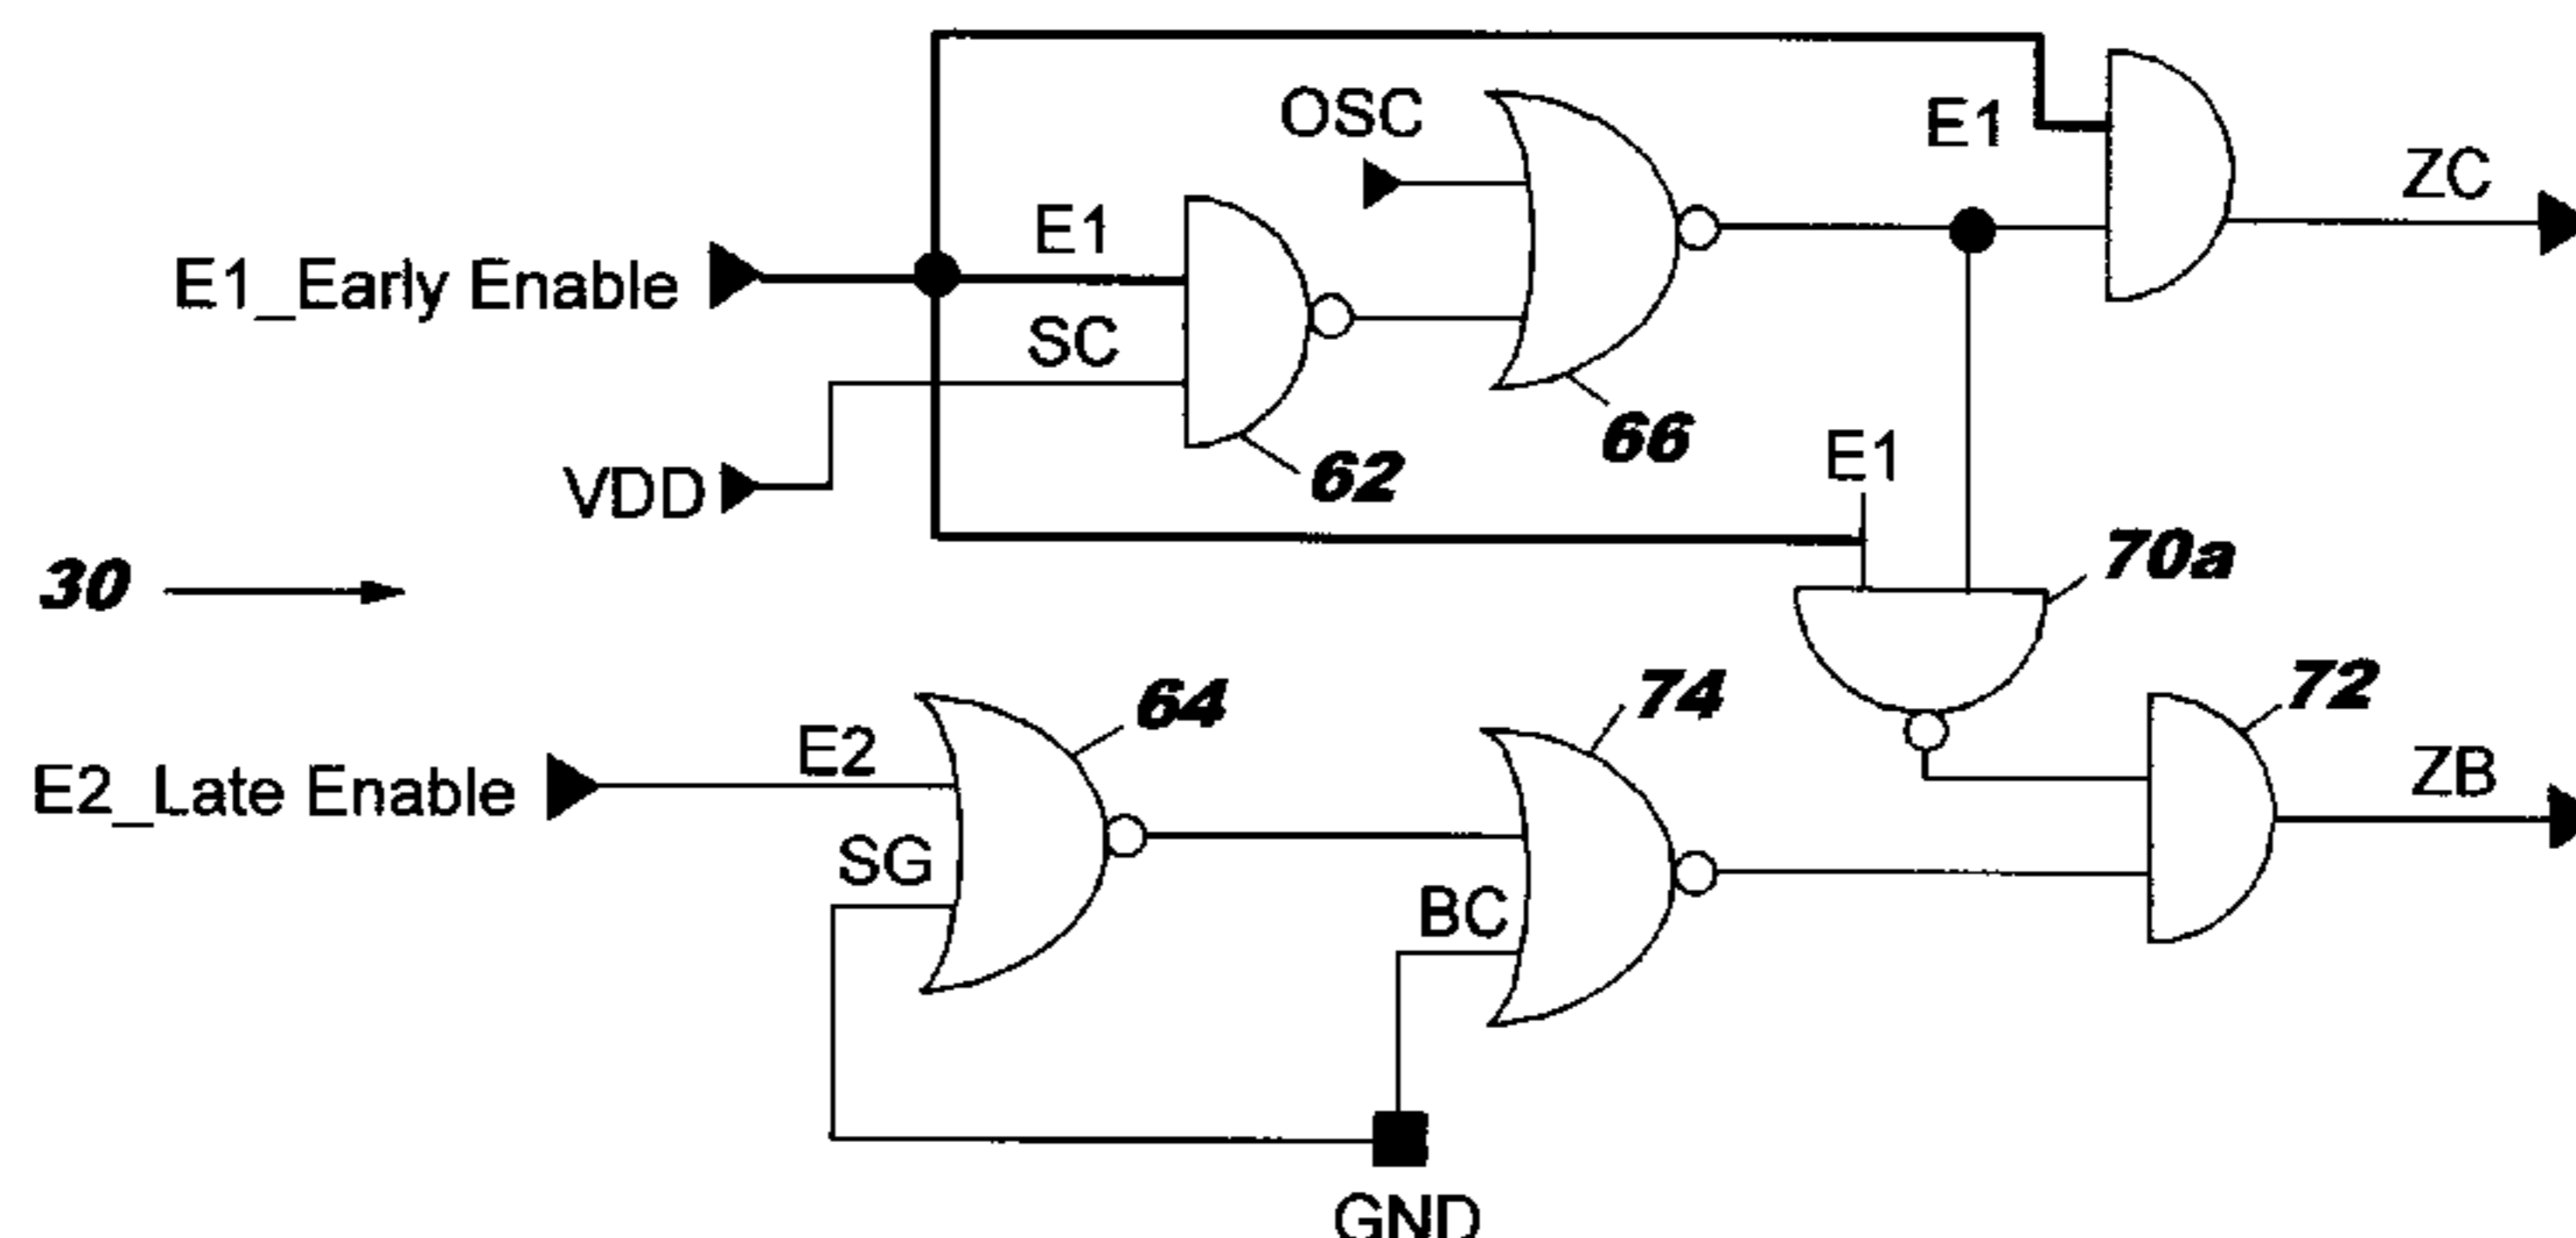 OSC
E1
ZC
E1
E1_Early Enable
SC
66
E1
62
VDD
70a
30
64
74
72
E2
ZB
E2_Late Enable
SG
BC
GND